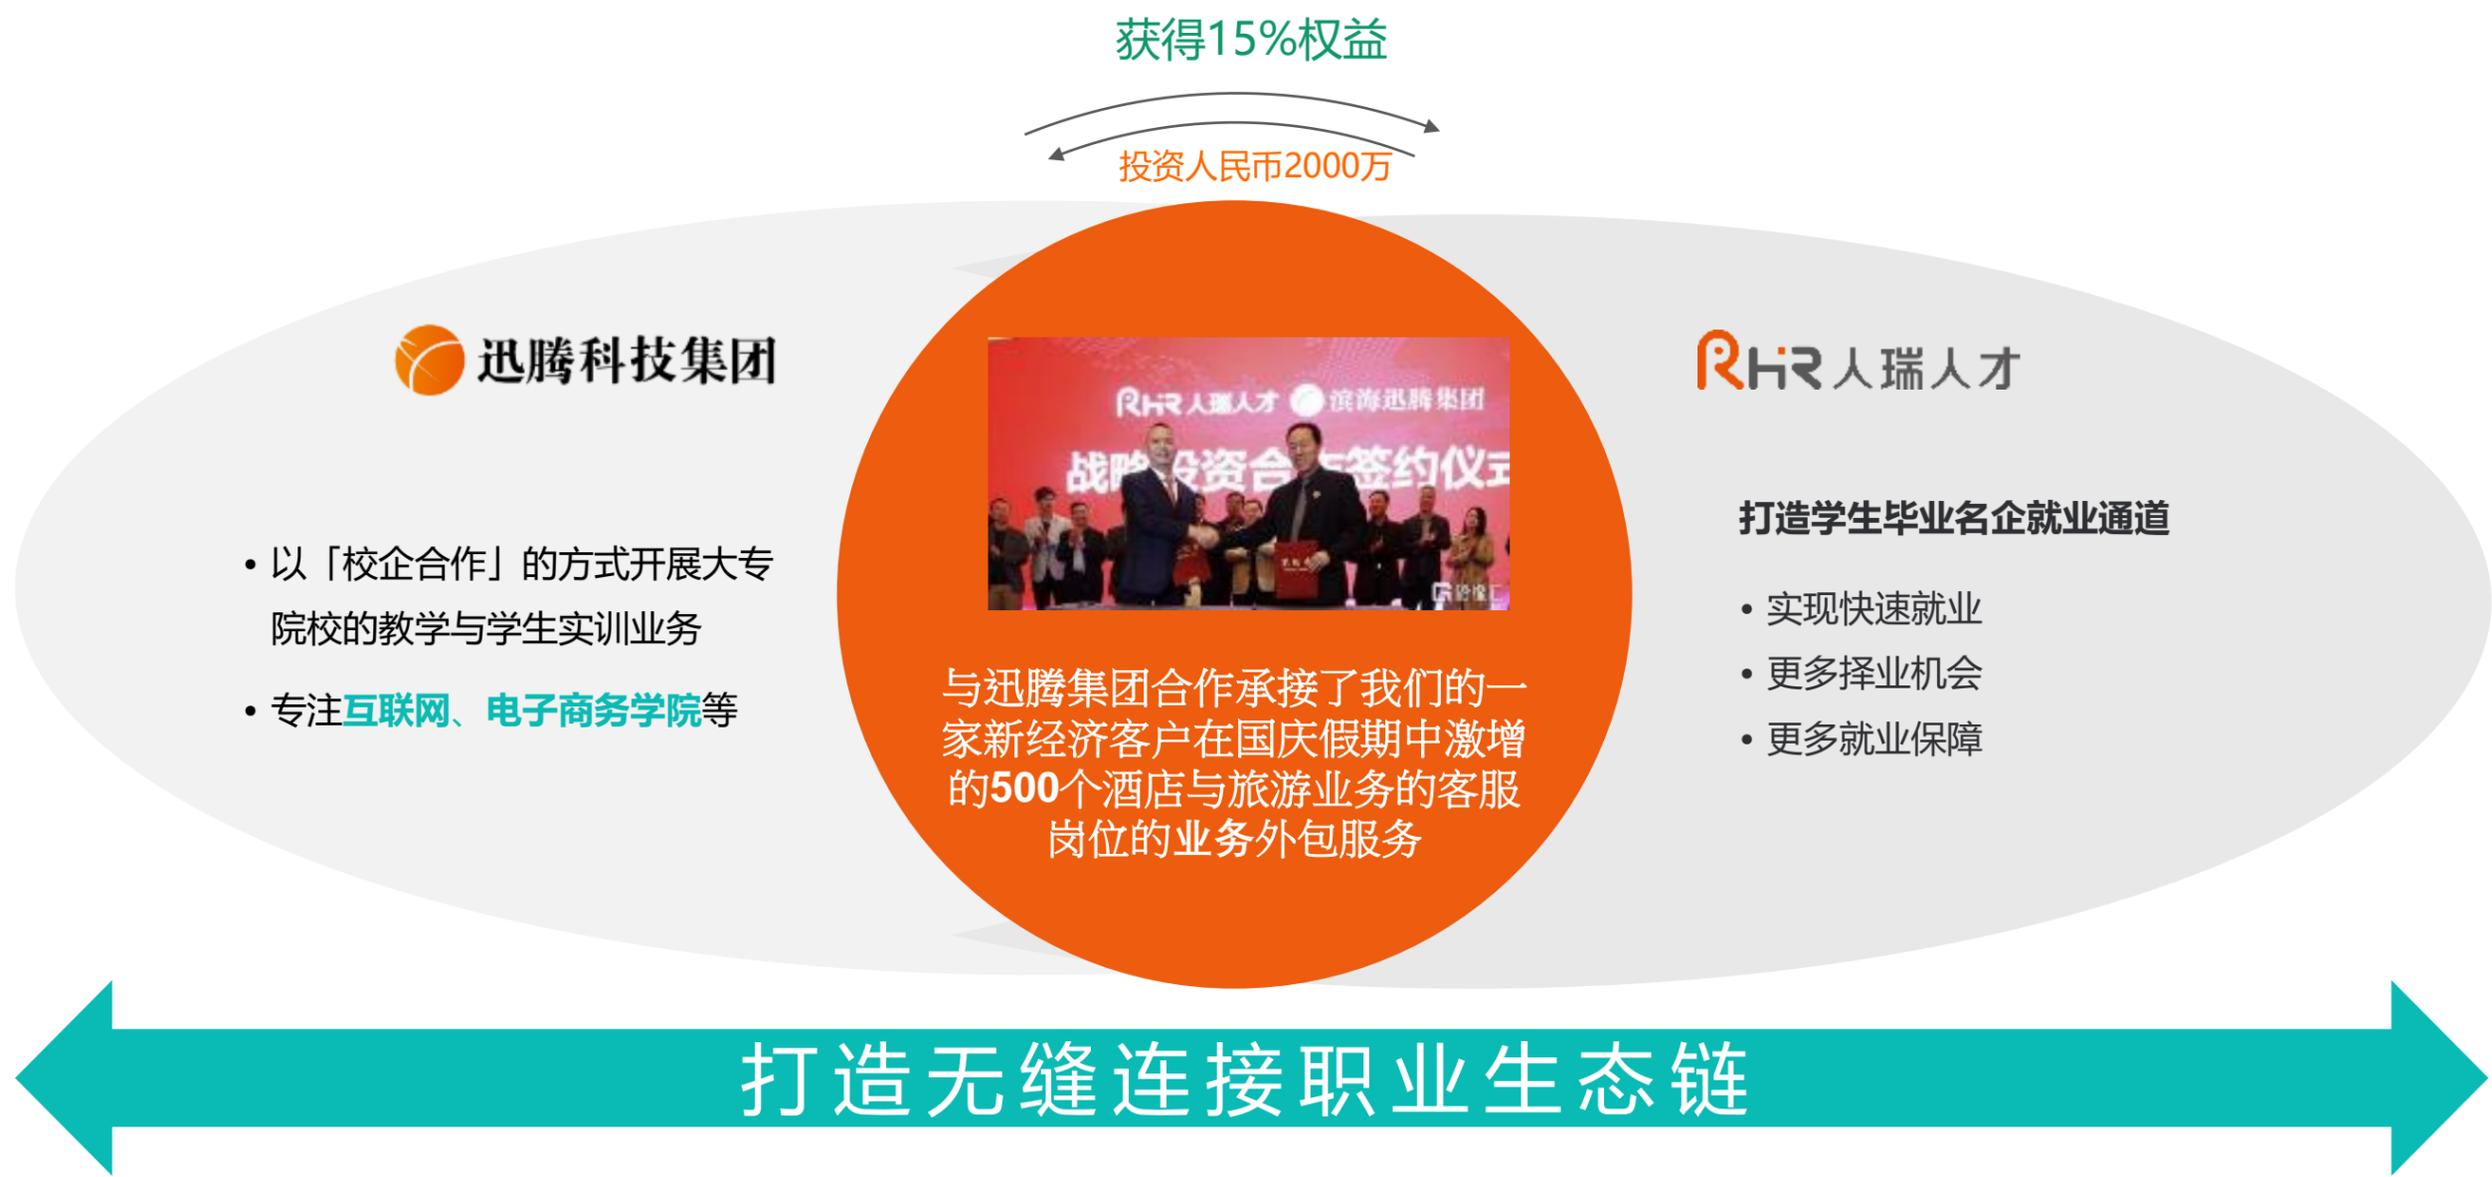 获得15%权益
投资人民币2000万
迅腾科技集团
以「校企合作」的方式开展大专
院校的教学与学生实训业务
专注互联网、电子商务学院等
RHR人瑞人才 滨海迅腾集团
战略投资合作签约仪式
与迅腾集团合作承接了我们的一
家新经济客户在国庆假期中激增
的500个酒店与旅游业务的客服
岗位的业务外包服务
RHR人瑞人才
打造学生毕业名企就业通道
实现快速就业
更多择业机会
更多就业保障
打造无缝连接职业生态链